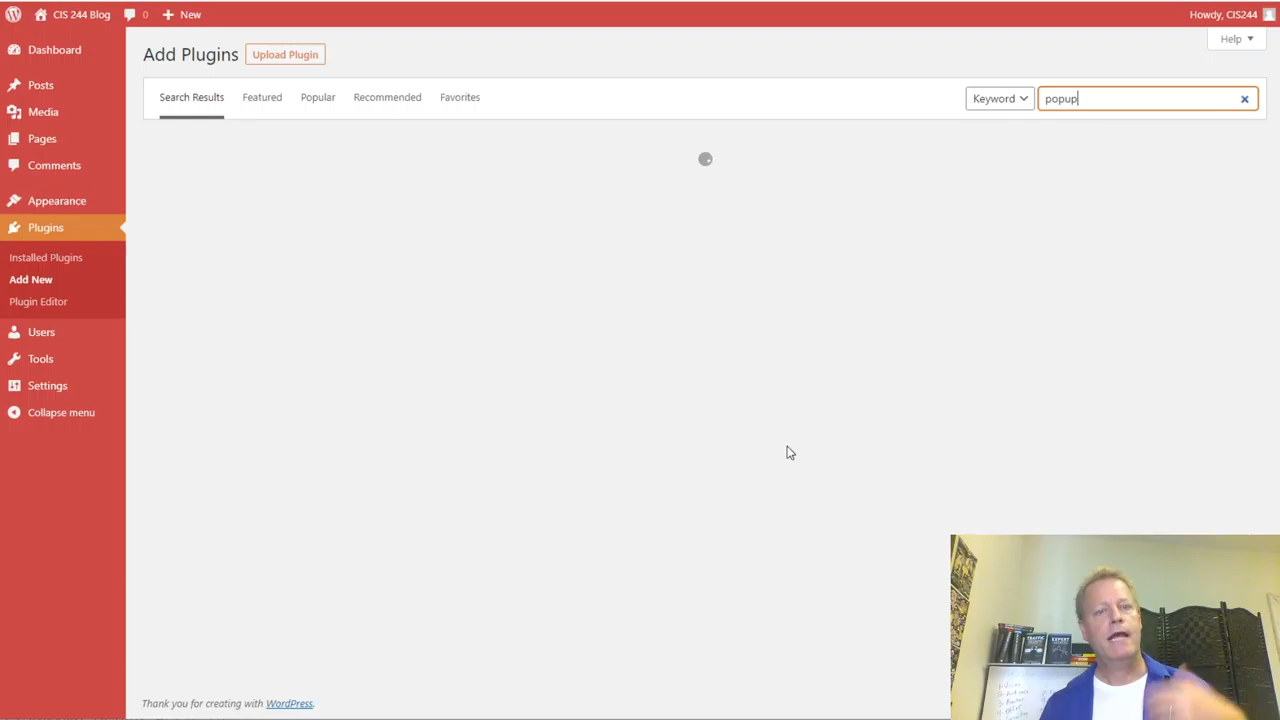 CIS 244 Blog 0 New Howdy, CIS244
Help
Add Plugins Upload Plugin
Search Results Featured Popular Recommended Favorites Keyword popup
Dashboard
Posts
Media
Pages
Comments
Appearance
Plugins
Installed Plugins
Add New
Plugin Editor
Users
Tools
Settings
Collapse menu
Thank you for creating with WordPress.
TRAFFIC
EXPERT